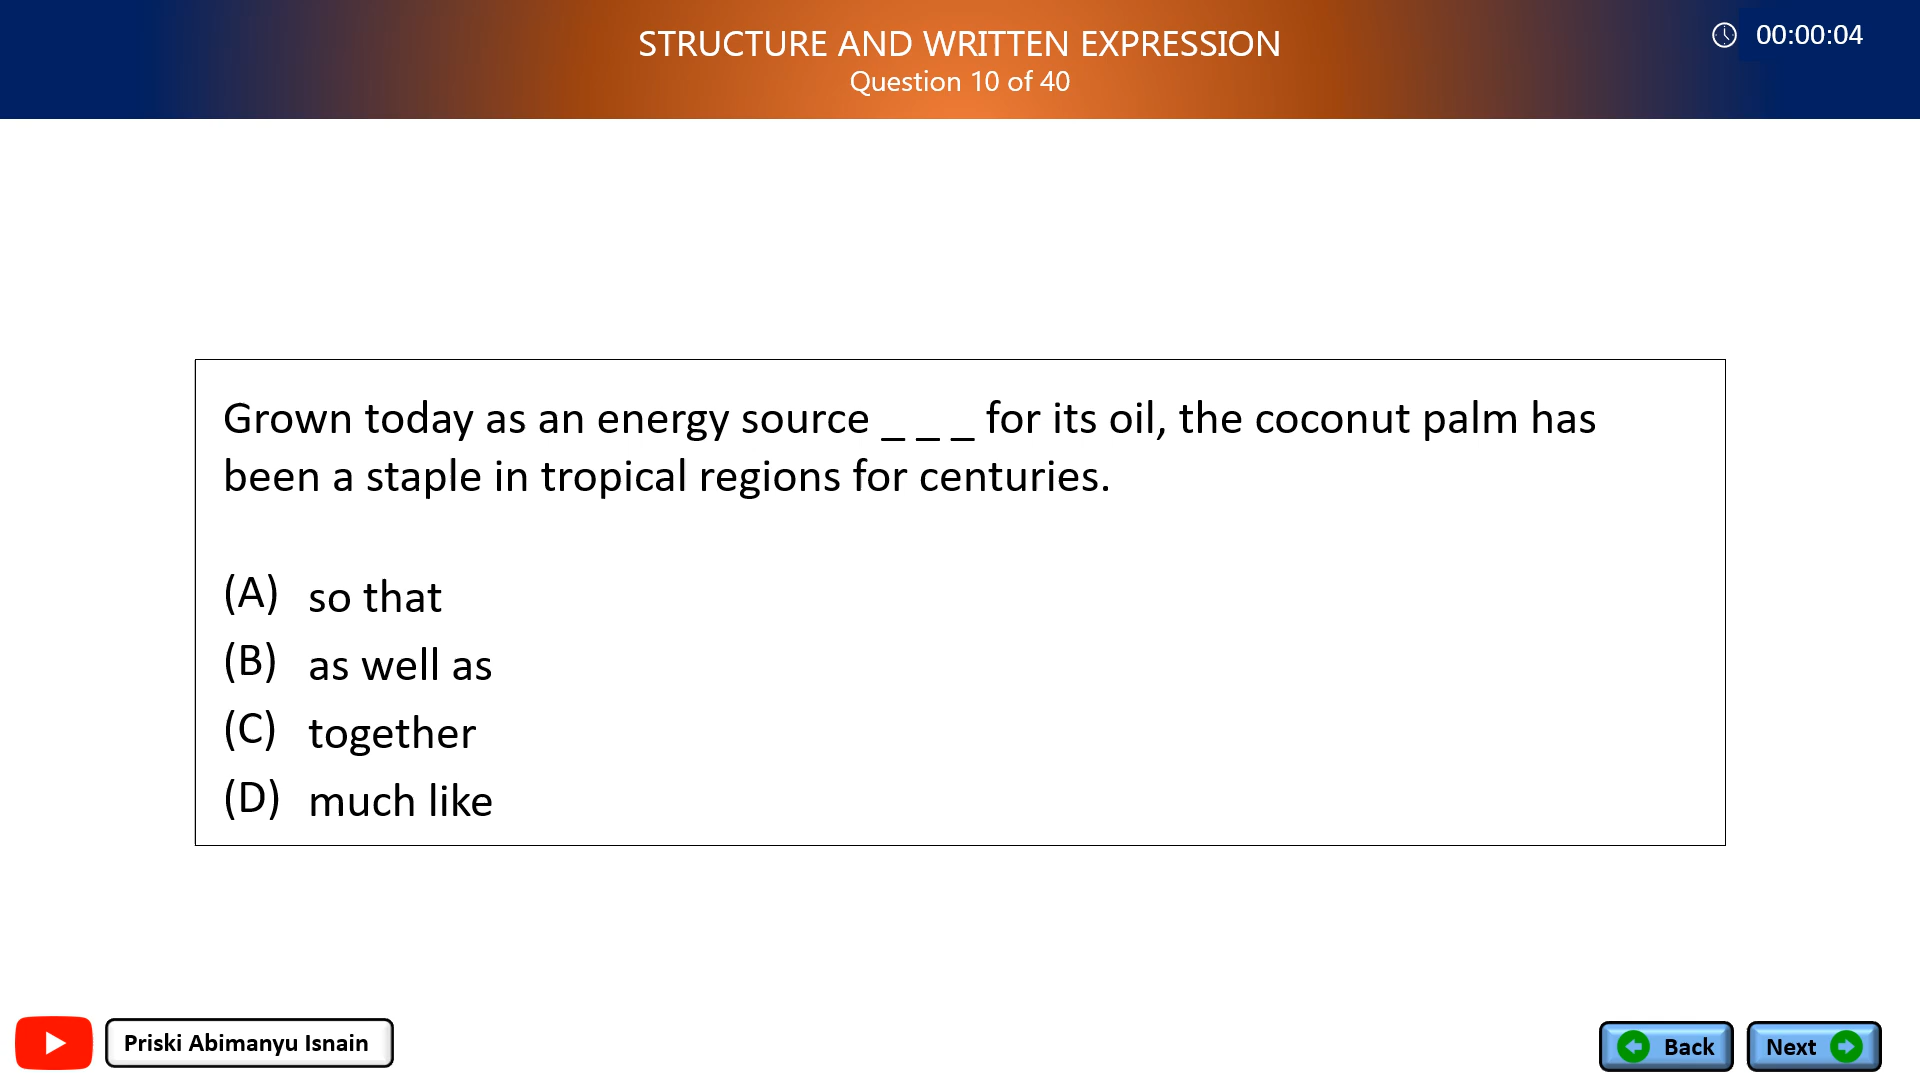 STRUCTURE AND WRITTEN EXPRESSION
Question 10 of 40
00:00:04
Grown today as an energy source _ _ _ for its oil, the coconut palm has
been a staple in tropical regions for centuries.
(A) so that
(B) as well as
(C) together
(D) much like
Priski Abimanyu Isnain
Back
Next